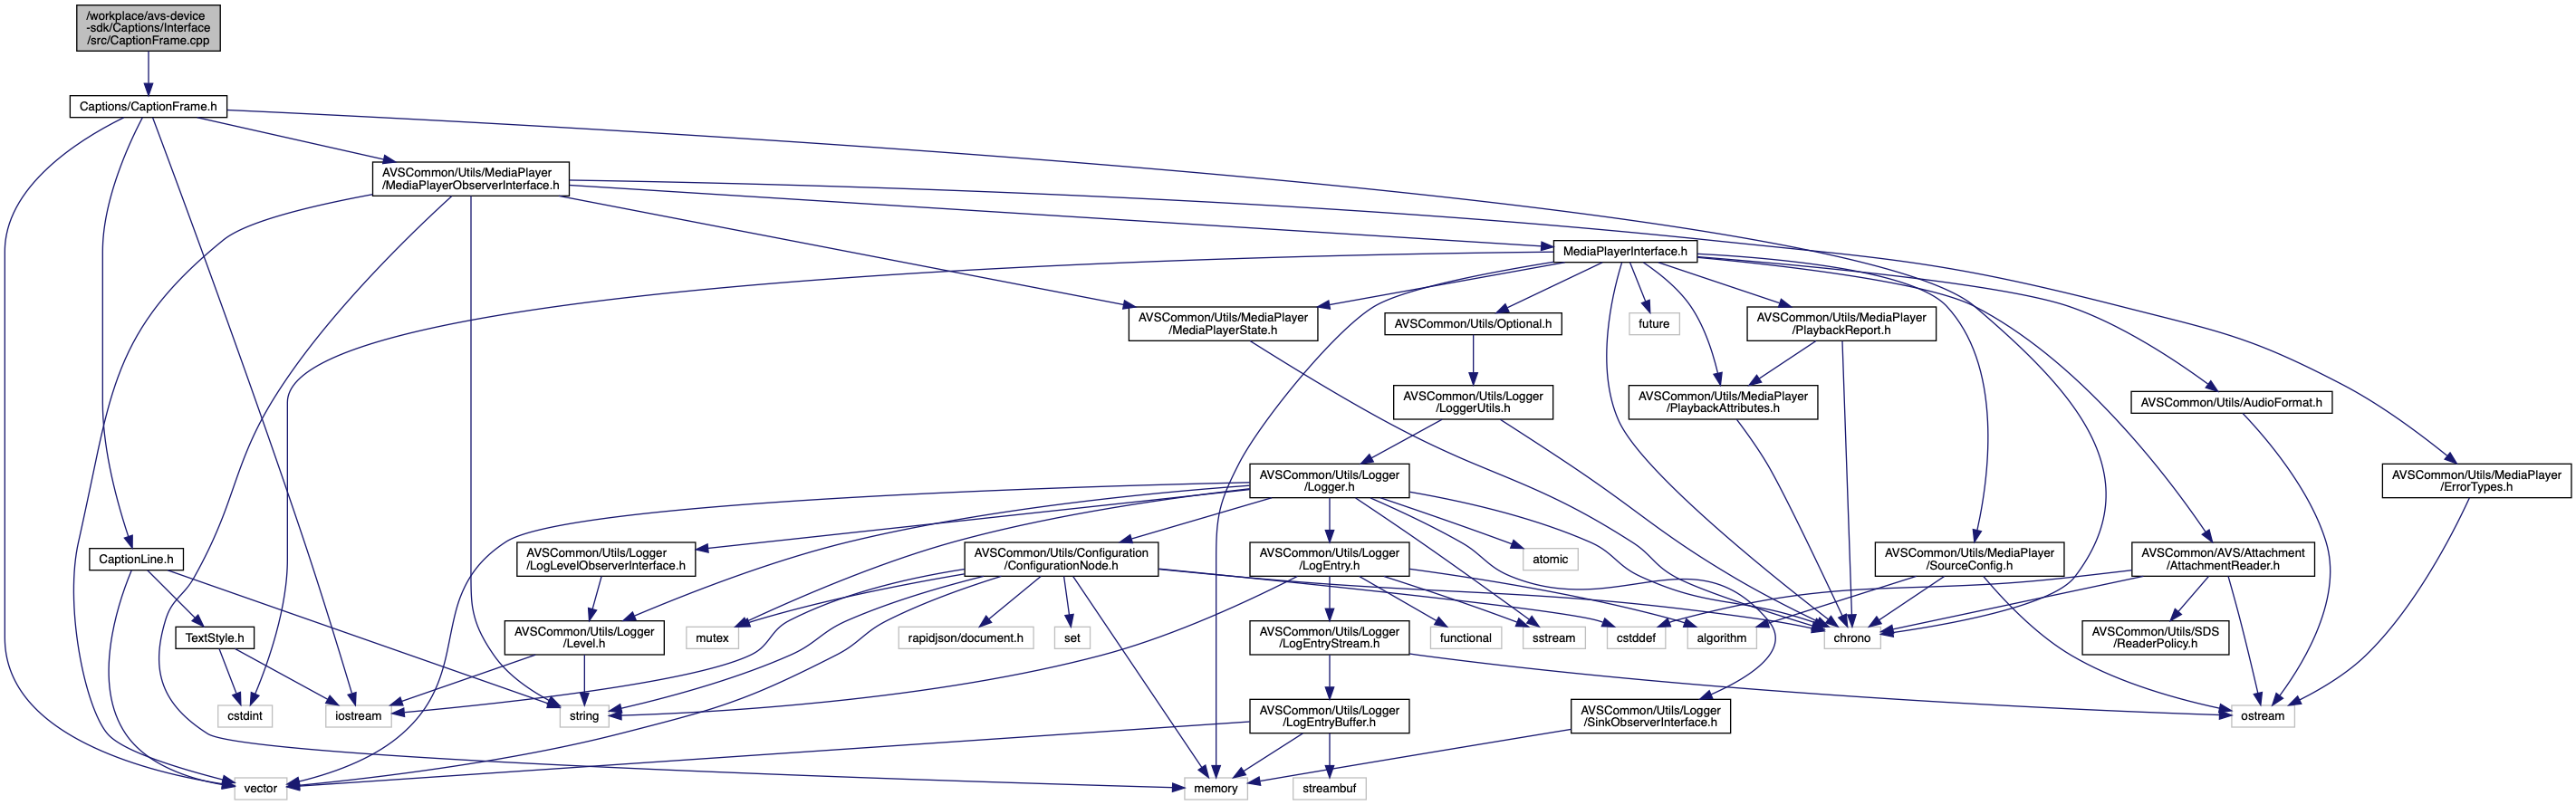 /workplace/avs-device
-sdk/Captions/Interface
/src/CaptionFrame.cpp
Captions/CaptionFrame.h
AVSCommon/Utils/MediaPlayer
/MediaPlayerObserverInterface.h
MediaPlayerInterface.h
AVSCommon/Utils/MediaPlayer
/MediaPlayerState.h
AVSCommon/Utils/Optional.h
future
AVSCommon/Utils/MediaPlayer
/PlaybackReport.h
AVSCommon/Utils/Logger
/LoggerUtils.h
AVSCommon/Utils/MediaPlayer
/PlaybackAttributes.h
AVSCommon/Utils/AudioFormat.h
AVSCommon/Utils/Logger
/Logger.h
AVSCommon/Utils/MediaPlayer
/ErrorTypes.h
CaptionLine.h
AVSCommon/Utils/Logger
/LogLevelObserverInterface.h
AVSCommon/Utils/Configuration
/ConfigurationNode.h
AVSCommon/Utils/Logger
/LogEntry.h
atomic
AVSCommon/Utils/MediaPlayer
/SourceConfig.h
AVSCommon/AVS/Attachment
/AttachmentReader.h
TextStyle.h
AVSCommon/Utils/Logger
/Level.h
mutex
rapidjson/document.h
set
AVSCommon/Utils/Logger
/LogEntryStream.h
functional
sstream
cstddef
algorithm
chrono
AVSCommon/Utils/SDS
/ReaderPolicy.h
cstdint
iostream
string
AVSCommon/Utils/Logger
/LogEntryBuffer.h
AVSCommon/Utils/Logger
/SinkObserverInterface.h
ostream
vector
memory
streambuf